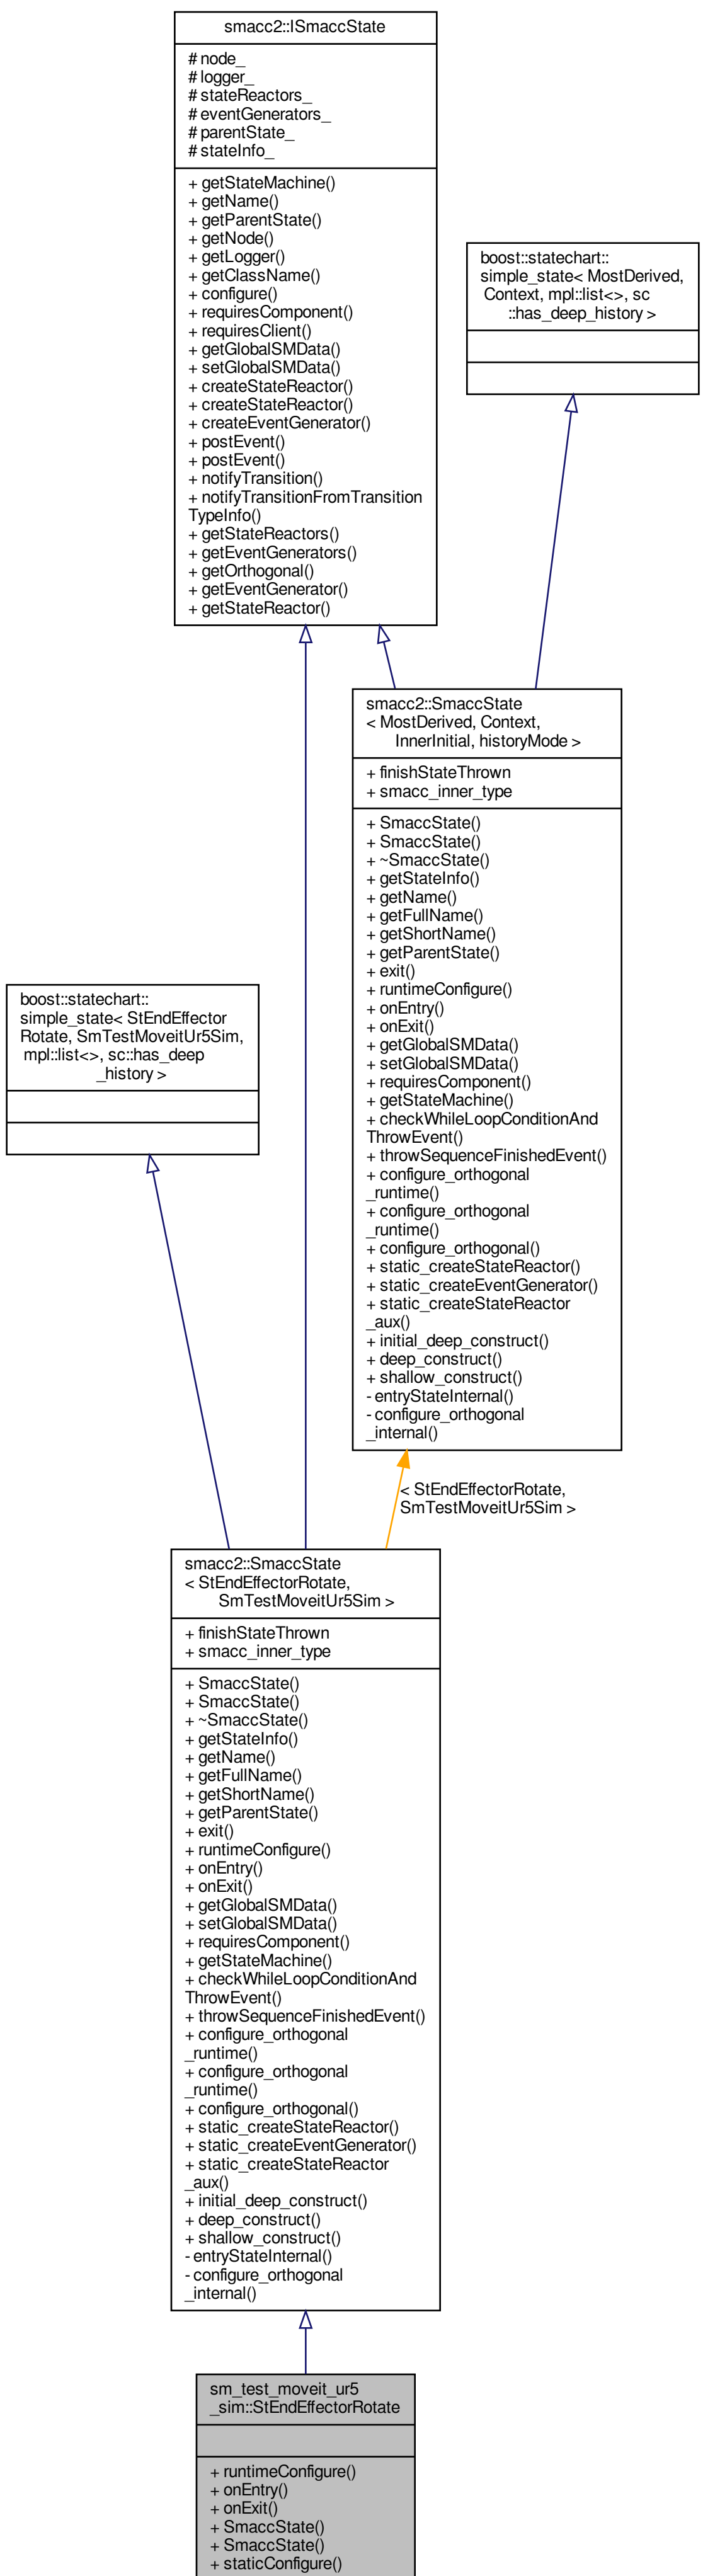 smacc2::ISmaccState
# node_
# logger_
# stateReactors_
# eventGenerators_
# parentState_
# stateInfo_
+ getStateMachine()
+ getName()
+ getParentState()
+ getNode()
+ getLogger()
+ getClassName()
+ configure()
+ requiresComponent()
+ requiresClient()
+ getGlobalSMData()
+ setGlobalSMData()
+ createStateReactor()
+ createStateReactor()
+ createEventGenerator()
+ postEvent()
+ postEvent()
+ notifyTransition()
+ notifyTransitionFromTransition
TypeInfo()
+ getStateReactors()
+ getEventGenerators()
+ getOrthogonal()
+ getEventGenerator()
+ getStateReactor()
boost::statechart::
simple_state< MostDerived,
Context, mpl::list<>, sc
::has_deep_history >
smacc2::SmaccState
< MostDerived, Context,
InnerInitial, historyMode >
+ finishStateThrown
+ smacc_inner_type
+ SmaccState()
+ SmaccState()
+ ~SmaccState()
+ getStateInfo()
+ getName()
+ getFullName()
+ getShortName()
+ getParentState()
+ exit()
+ runtimeConfigure()
+ onEntry()
+ onExit()
+ getGlobalSMData()
+ setGlobalSMData()
+ requiresComponent()
+ getStateMachine()
+ checkWhileLoopConditionAnd
ThrowEvent()
+ throwSequenceFinishedEvent()
+ configure_orthogonal
_runtime()
+ configure_orthogonal
_runtime()
+ configure_orthogonal()
+ static_createStateReactor()
+ static_createEventGenerator()
+ static_createStateReactor
_aux()
+ initial_deep_construct()
+ deep_construct()
+ shallow_construct()
- entryStateInternal()
- configure_orthogonal
_internal()
boost::statechart::
simple_state< StEndEffector
Rotate, SmTestMoveitUr5Sim,
mpl::list<>, sc::has_deep
_history >
< StEndEffectorRotate,
SmTestMoveitUr5Sim >
smacc2::SmaccState
< StEndEffectorRotate,
SmTestMoveitUr5Sim >
+ finishStateThrown
+ smacc_inner_type
+ SmaccState()
+ SmaccState()
+ ~SmaccState()
+ getStateInfo()
+ getName()
+ getFullName()
+ getShortName()
+ getParentState()
+ exit()
+ runtimeConfigure()
+ onEntry()
+ onExit()
+ getGlobalSMData()
+ setGlobalSMData()
+ requiresComponent()
+ getStateMachine()
+ checkWhileLoopConditionAnd
ThrowEvent()
+ throwSequenceFinishedEvent()
+ configure_orthogonal
_runtime()
+ configure_orthogonal
_runtime()
+ configure_orthogonal()
+ static_createStateReactor()
+ static_createEventGenerator()
+ static_createStateReactor
_aux()
+ initial_deep_construct()
+ deep_construct()
+ shallow_construct()
- entryStateInternal()
- configure_orthogonal
_internal()
sm_test_moveit_ur5
_sim::StEndEffectorRotate
+ runtimeConfigure()
+ onEntry()
+ onExit()
+ SmaccState()
+ SmaccState()
+ staticConfigure()